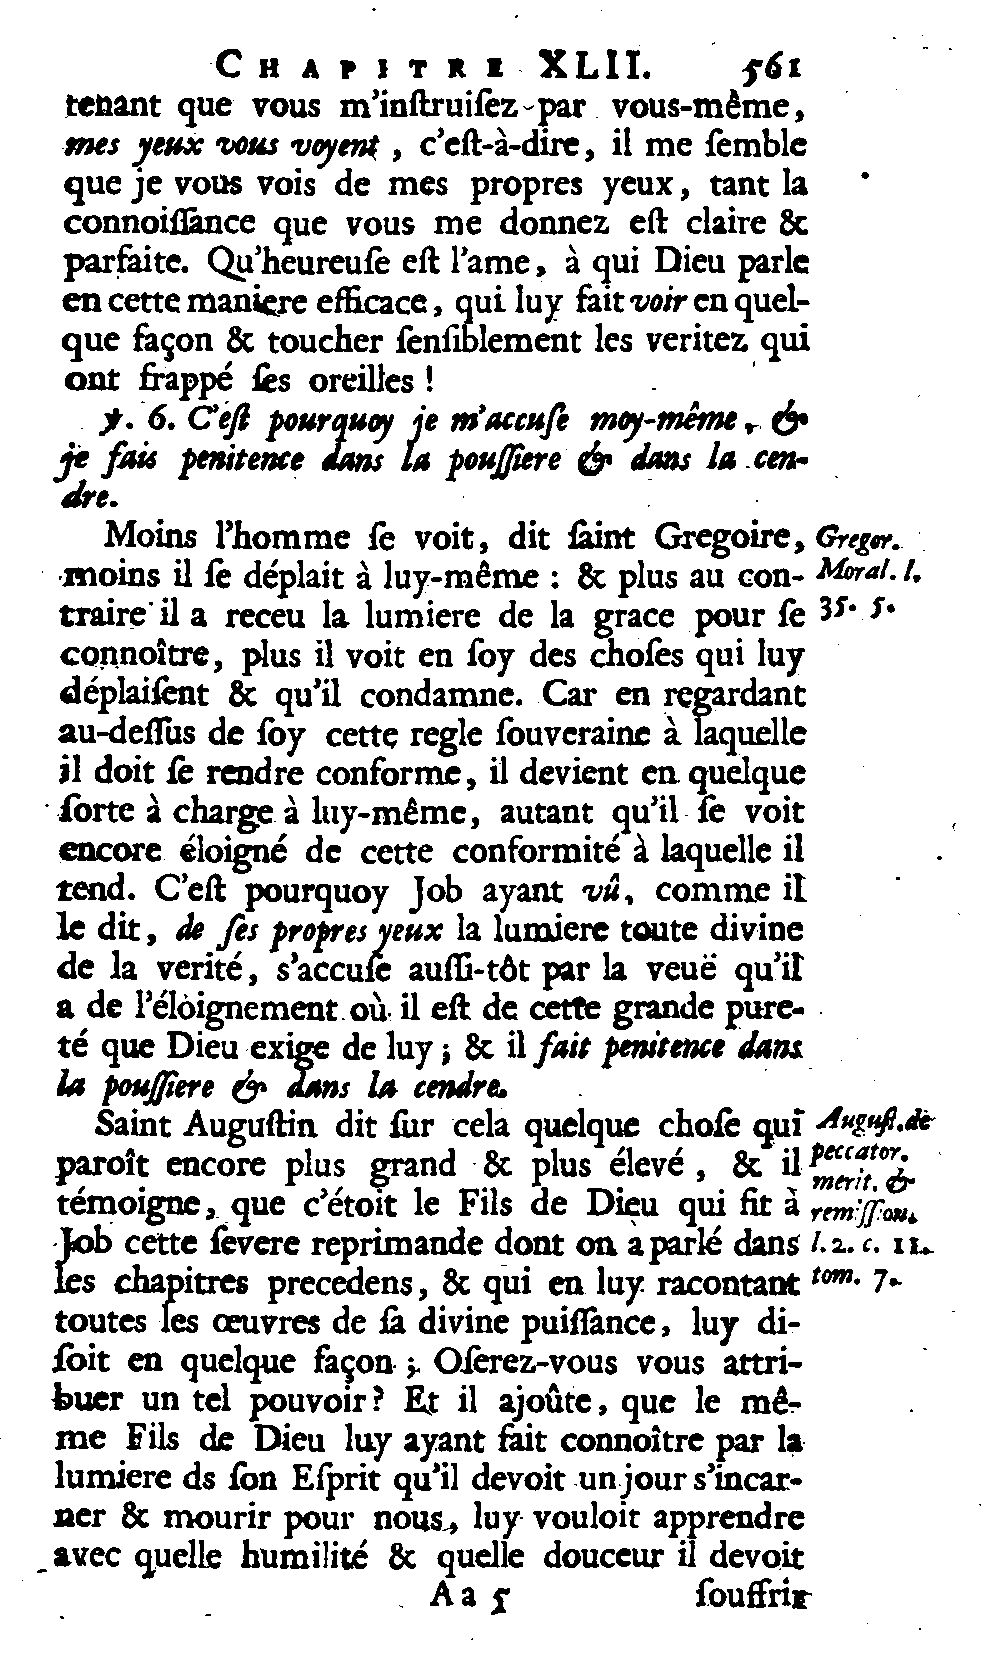 CHAPITRE XLII. 561
tenant que vous m'inſtruiſez par vous-même,
mes yeux vous voyent, c'eſt-à-dire, il me ſemble
que je vous vois de mes propres yeux, tant la
connoiſſance que vous me donnez eſt claire &
parfaite. Qu'heureuſe eſt l'ame, à qui Dieu parle
en cette maniere efficace, qui luy fait voir en quel-
que façon & toucher ſenſiblement les veritez qui
ont frappé ſes oreilles !
℣. 6. C'eſt pourquoy je m'accuſe moy-même, &
je fais penitence dans la pouſſiere & dans la cen-
dre.
Moins l'homme ſe voit, dit ſaint Gregoire, Gregor.
moins il ſe déplait à luy-même : & plus au con- Moral. l.
traire il a receu la lumiere de la grace pour ſe 35. 5.
connoître, plus il voit en ſoy des choſes qui luy
déplaiſent & qu'il condamne. Car en regardant
au-deſſus de ſoy cette regle ſouveraine à laquelle
il doit ſe rendre conforme, il devient en quelque
ſorte à charge à luy-même, autant qu'il ſe voit
encore éloigné de cette conformité à laquelle il
tend. C'eſt pourquoy Job ayant vû, comme il
le dit, de ſes propres yeux la lumiere toute divine
de la verité, s'accuſe auſſi-tôt par la veuë qu'il
a de l'éloignement où il eſt de cette grande pure-
té que Dieu exige de luy ; & il fait penitence dans
la pouſſiere & dans la cendre.
Saint Auguſtin dit ſur cela quelque choſe qui Auguſt. de
paroît encore plus grand & plus élevé, & il peccator.
merit. &
témoigne, que c'étoit le Fils de Dieu qui fit à remiſſion.
Job cette ſevere reprimande dont on a parlé dans l. 2. c. 11.
les chapitres precedens, & qui en luy racontant tom. 7.
toutes les œuvres de ſa divine puiſſance, luy di-
ſoit en quelque façon ; Oſerez-vous vous attri-
buer un tel pouvoir ? Et il ajoûte, que le mê-
me Fils de Dieu luy ayant fait connoître par la
lumiere ds ſon Eſprit qu'il devoit un jour s'incar-
ner & mourir pour nous, luy vouloit apprendre
avec quelle humilité & quelle douceur il devoit
A a 5 ſouffrir